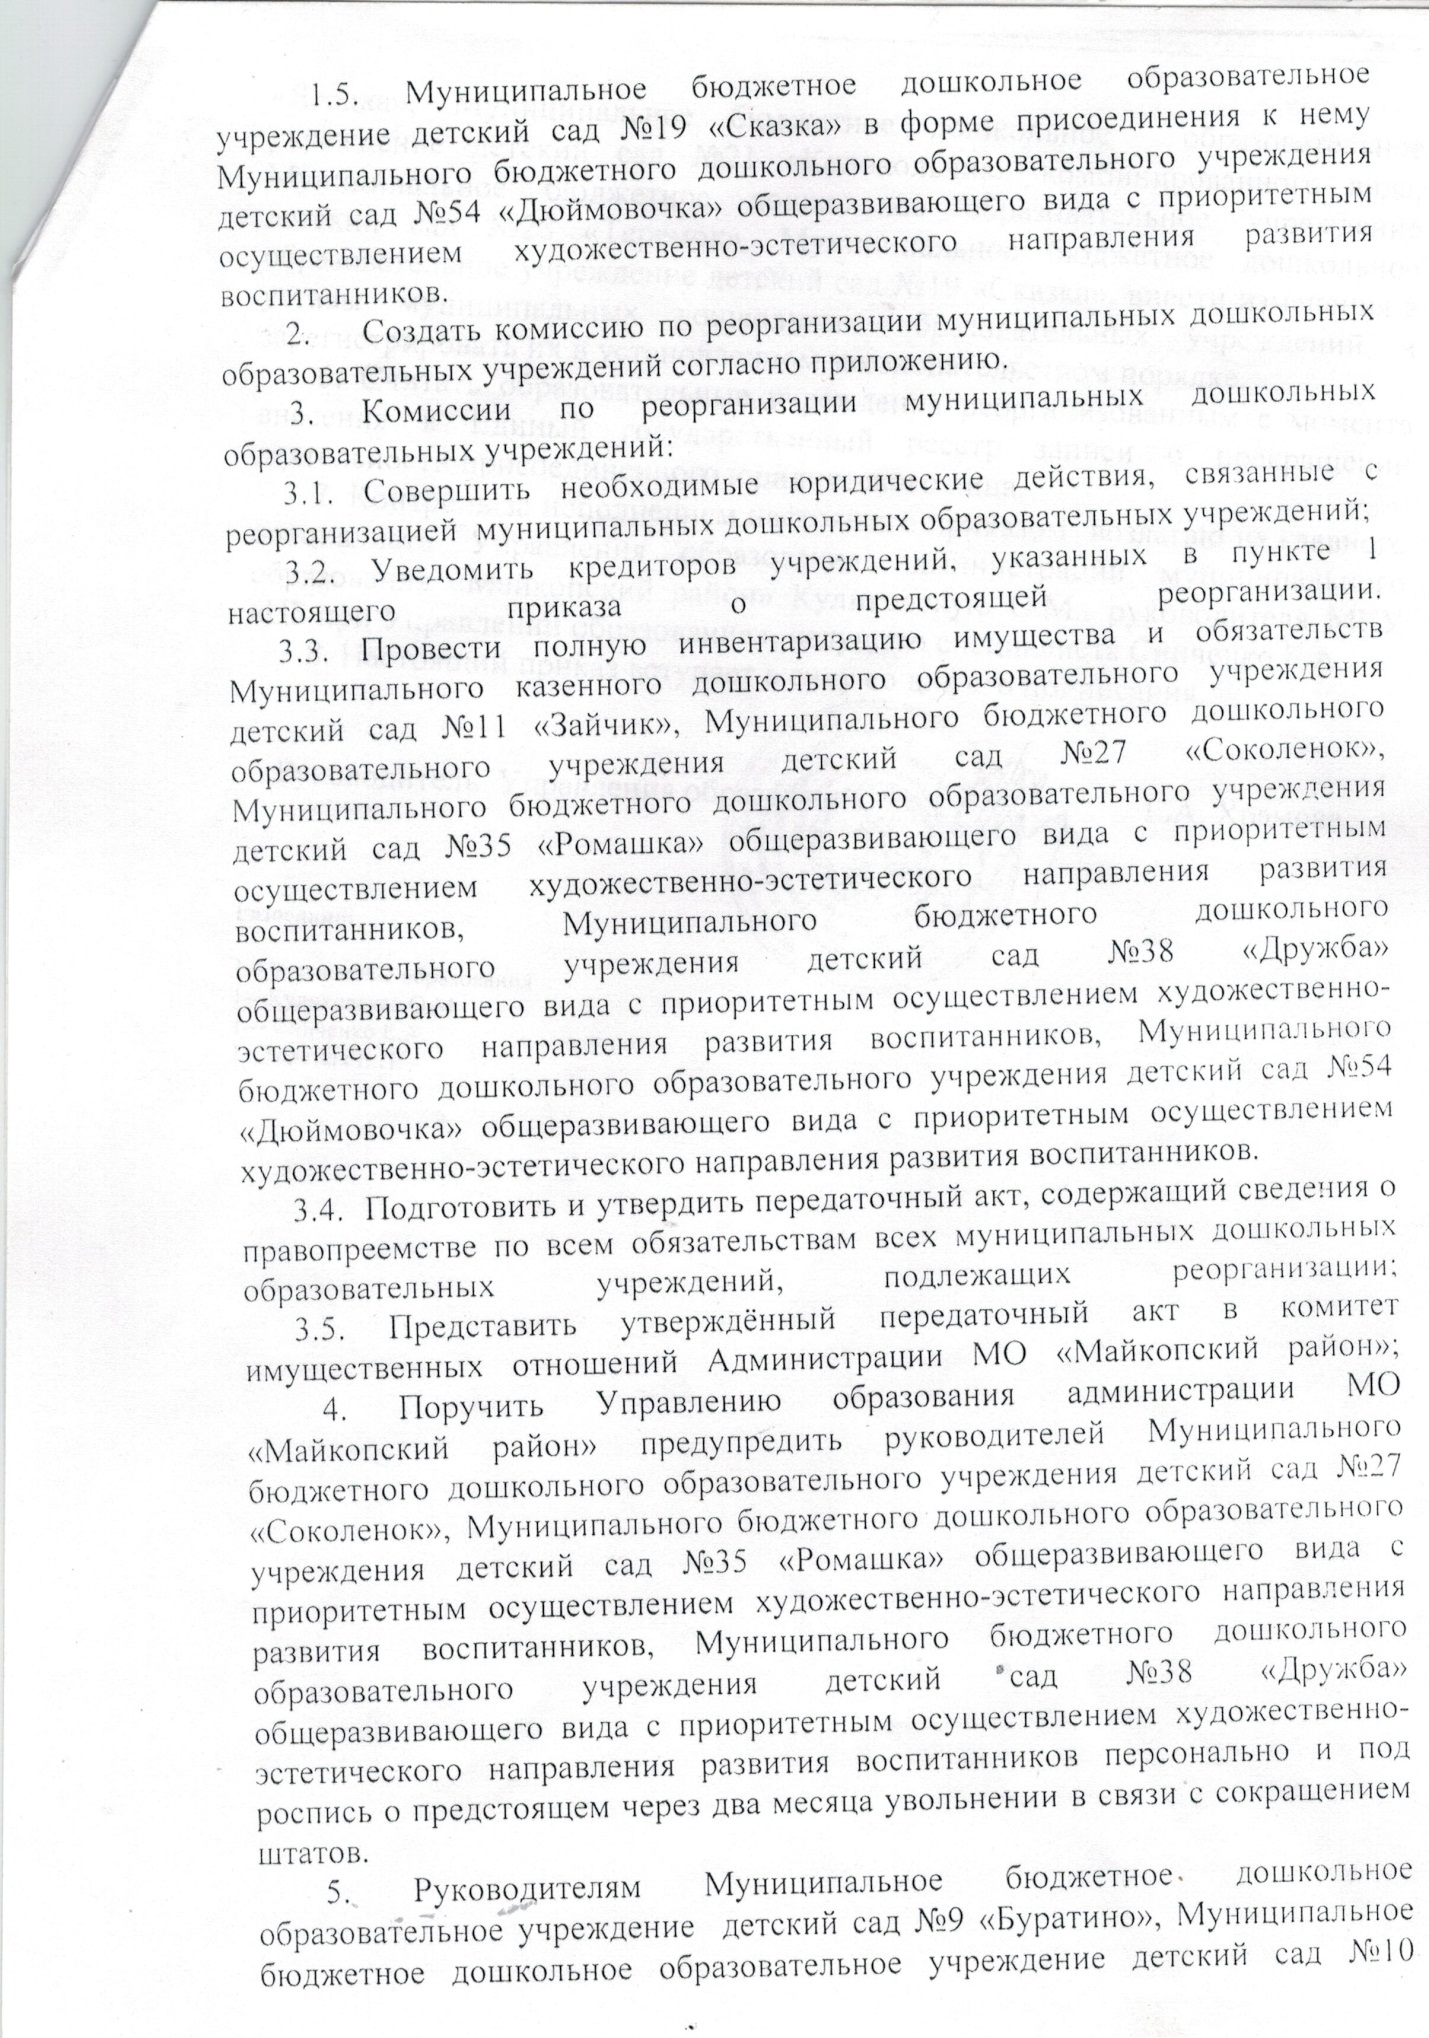 1.5. Муниципальное бюджетное дошкольное образовательное
учреждение детский сад №19 «Сказка» в форме присоединения к нему
Муниципального бюджетного дошкольного образовательного учреждения
детский сад №54 «Дюймовочка» общеразвивающего вида с приоритетным
осуществлением художественно-эстетического направления развития
воспитанников.
2. Создать комиссию по реорганизации муниципальных дошкольных
образовательных учреждений согласно приложению.
3. Комиссии по реорганизации муниципальных дошкольных
образовательных учреждений:
3.1. Совершить необходимые юридические действия, связанные с
реорганизацией муниципальных дошкольных образовательных учреждений;
3.2. Уведомить кредиторов учреждений, указанных в пункте 1
настоящего приказа о предстоящей реорганизации.
3.3. Провести полную инвентаризацию имущества и обязательств
Муниципального казенного дошкольного образовательного учреждения
детский сад №11 «Зайчик», Муниципального бюджетного дошкольного
образовательного учреждения детский сад №27 «Соколенок»,
Муниципального бюджетного дошкольного образовательного учреждения
детский сад №35 «Ромашка» общеразвивающего вида с приоритетным
осуществлением художественно-эстетического направления развития
воспитанников, Муниципального бюджетного дошкольного
образовательного учреждения детский сад №38 «Дружба»
общеразвивающего вида с приоритетным осуществлением художественно-
эстетического направления развития воспитанников, Муниципального
бюджетного дошкольного образовательного учреждения детский сад №54
«Дюймовочка» общеразвивающего вида с приоритетным осуществлением
художественно-эстетического направления развития воспитанников.
3.4. Подготовить и утвердить передаточный акт, содержащий сведения о
правопреемстве по всем обязательствам всех муниципальных дошкольных
образовательных учреждений, подлежащих реорганизации;
3.5. Представить утверждённый передаточный акт в комитет
имущественных отношений Администрации МО «Майкопский район»;
4. Поручить Управлению образования администрации МО
«Майкопский район» предупредить руководителей Муниципального
бюджетного дошкольного образовательного учреждения детский сад №27
«Соколенок», Муниципального бюджетного дошкольного образовательного
учреждения детский сад №35 «Ромашка» общеразвивающего вида с
приоритетным осуществлением художественно-эстетического направления
развития воспитанников, Муниципального бюджетного дошкольного
образовательного учреждения детский сад №38 «Дружба»
общеразвивающего вида с приоритетным осуществлением художественно-
эстетического направления развития воспитанников персонально и под
роспись о предстоящем через два месяца увольнении в связи с сокращением
штатов.
5. Руководителям Муниципальное бюджетное дошкольное
образовательное учреждение детский сад №9 «Буратино», Муниципальное
бюджетное дошкольное образовательное учреждение детский сад №10